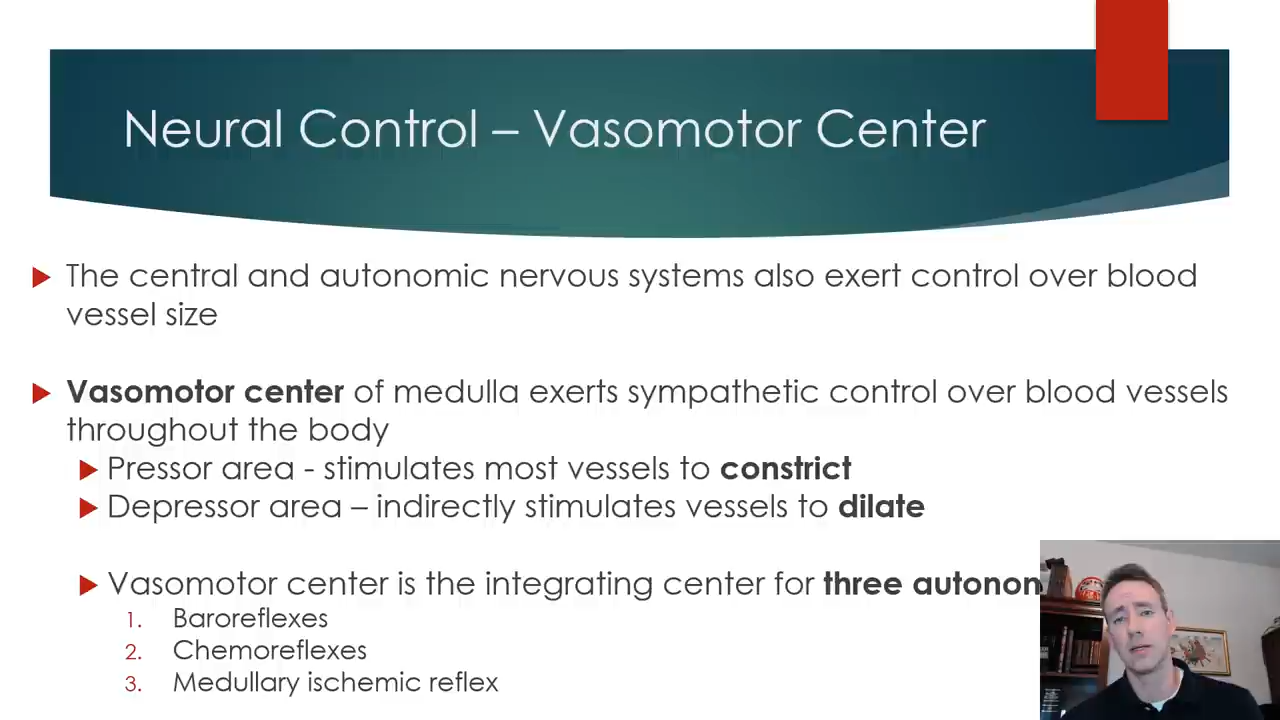 Neural Control – Vasomotor Center
The central and autonomic nervous systems also exert control over blood
vessel size
Vasomotor center of medulla exerts sympathetic control over blood vessels
throughout the body
Pressor area - stimulates most vessels to constrict
Depressor area – indirectly stimulates vessels to dilate
Vasomotor center is the integrating center for three autonom
1. Baroreflexes
2. Chemoreflexes
3. Medullary ischemic reflex